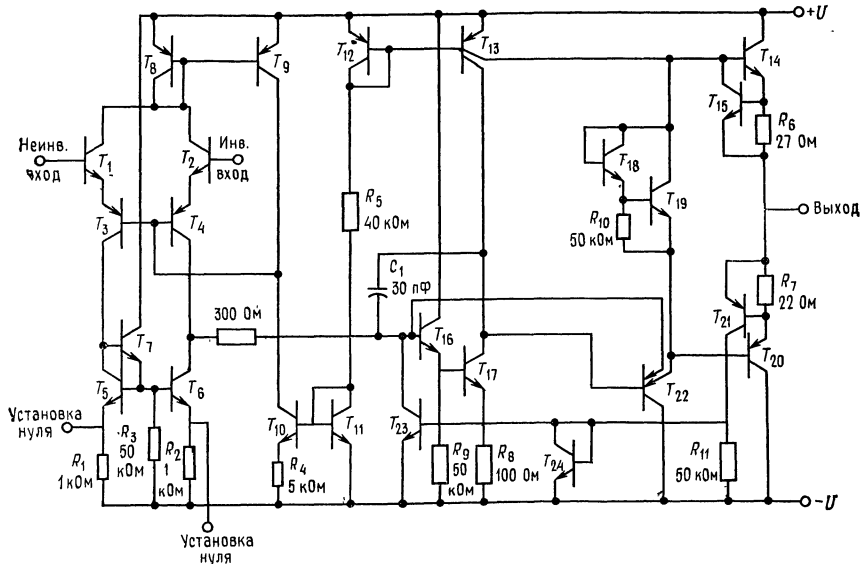 +U
T8
T9
T12
T13
T14
T15
R6
27 Ом
Неинв.
вход
T1
T2
Инв.
вход
T18
T19
R5
40 кОм
R10
50 кОм
Выход
T3
T4
C1
30 пФ
R7
22 Ом
300 Ом
T7
T16
T21
T5
T6
T17
T20
T22
Установка
нуля
R3
50
кОм
R2
1
кОм
T10
T11
T23
R9
50
кОм
R8
100 Ом
T24
R11
50 кОм
R1
1 кОм
R4
5 кОм
−U
Установка
нуля